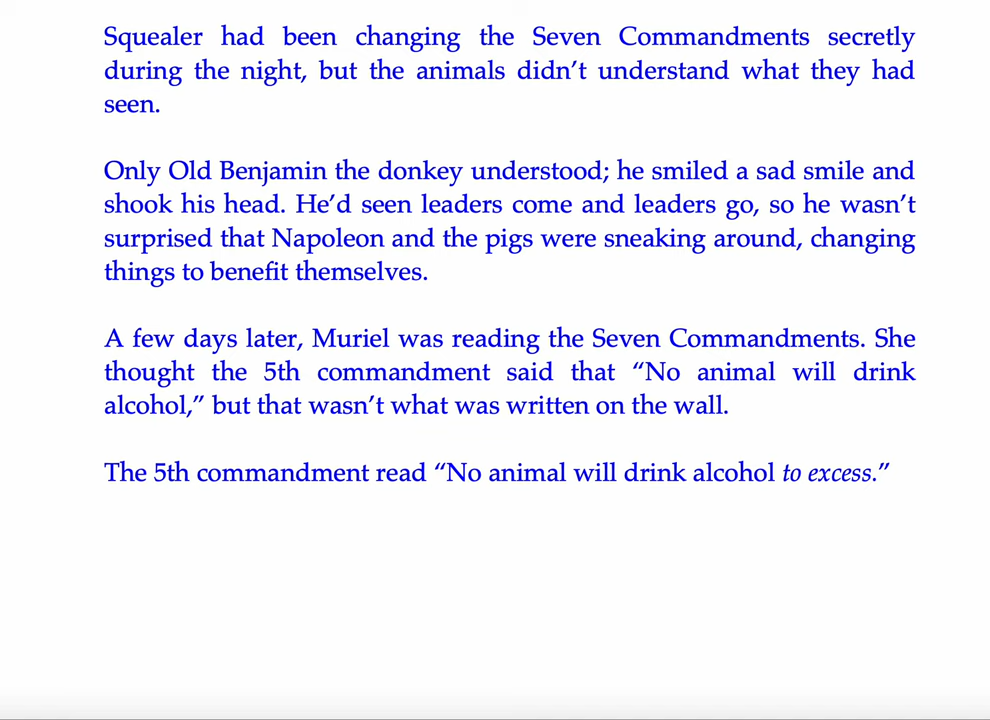 Squealer had been changing the Seven Commandments secretly
during the night, but the animals didn’t understand what they had
seen.
Only Old Benjamin the donkey understood; he smiled a sad smile and
shook his head. He’d seen leaders come and leaders go, so he wasn’t
surprised that Napoleon and the pigs were sneaking around, changing
things to benefit themselves.
A few days later, Muriel was reading the Seven Commandments. She
thought the 5th commandment said that “No animal will drink
alcohol,” but that wasn’t what was written on the wall.
The 5th commandment read “No animal will drink alcohol to excess.”